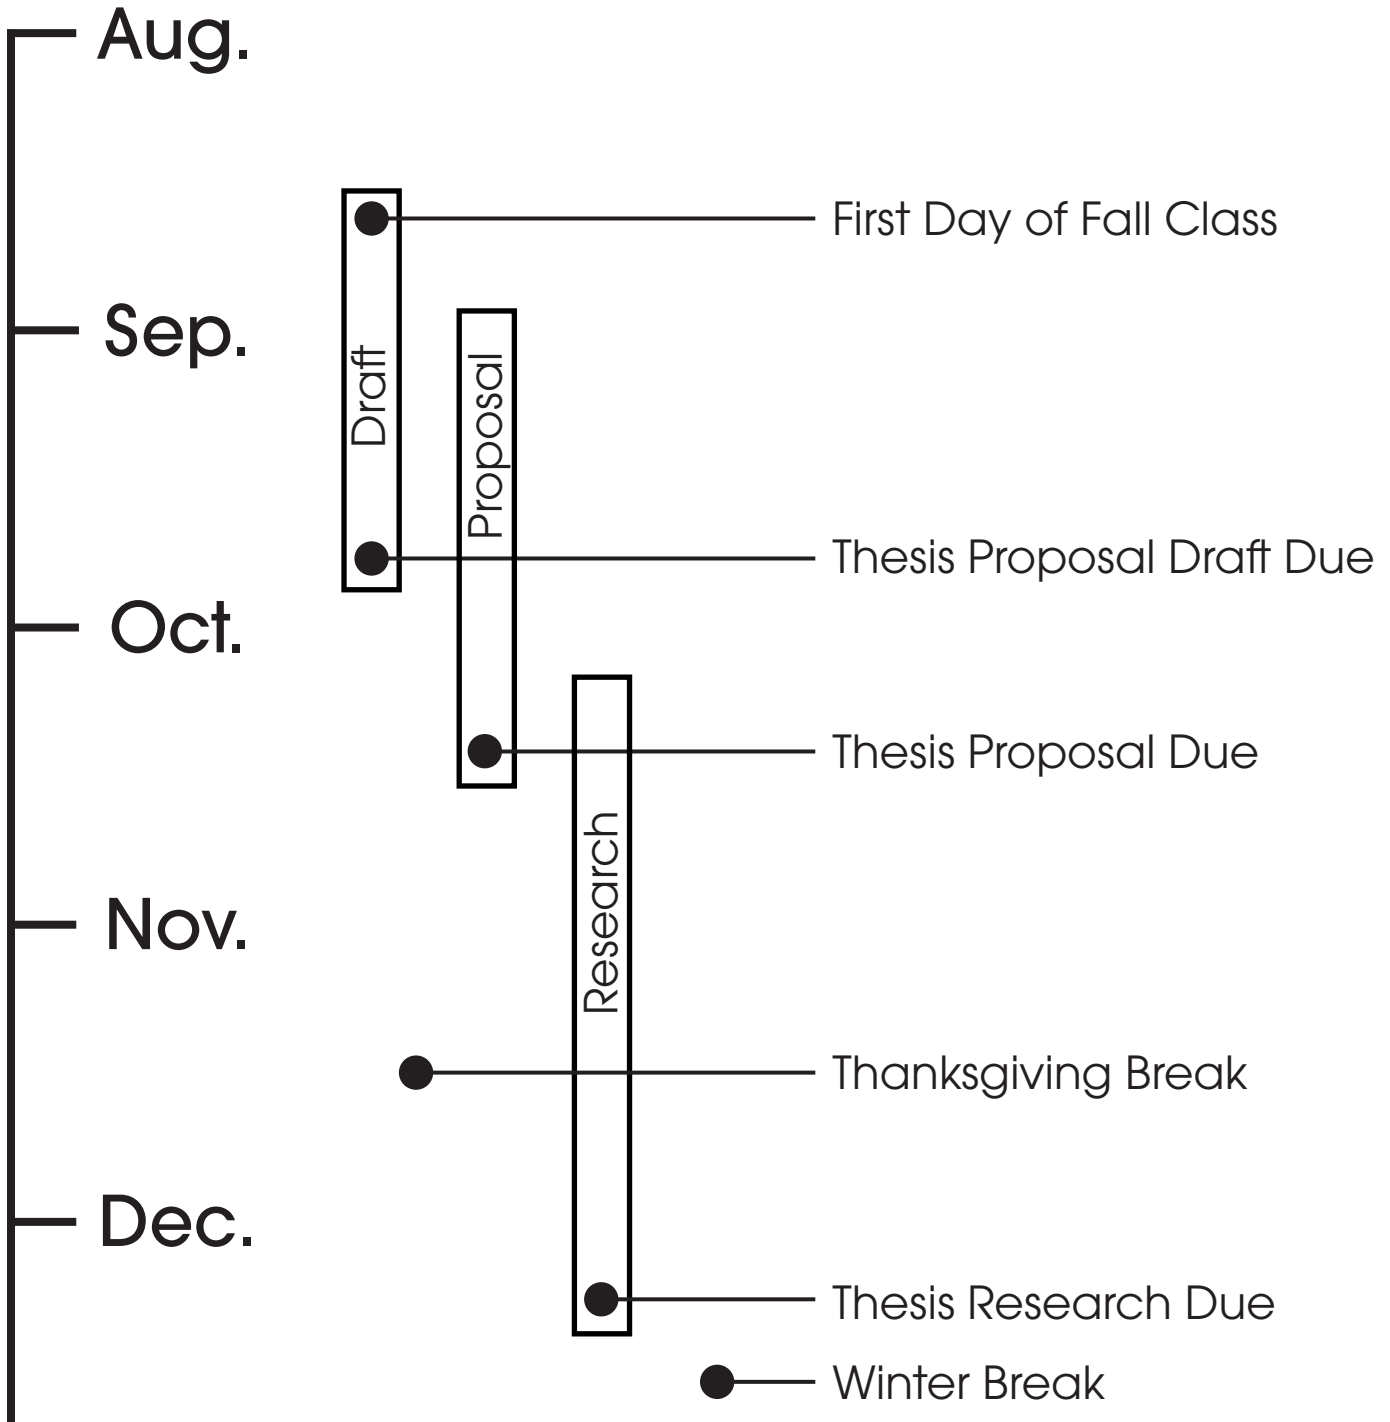 Aug.
First Day of Fall Class
Sep.
Draft
Proposal
Thesis Proposal Draft Due
Oct.
Thesis Proposal Due
Research
Nov.
Thanksgiving Break
Dec.
Thesis Research Due
Winter Break